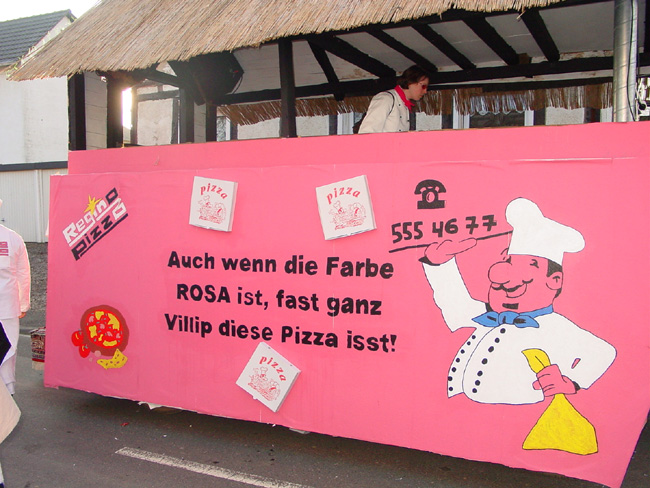 Regino
pizza
pizza
pizza
555 46 77
Auch wenn die Farbe
ROSA ist, fast ganz
Villip diese Pizza isst!
pizza